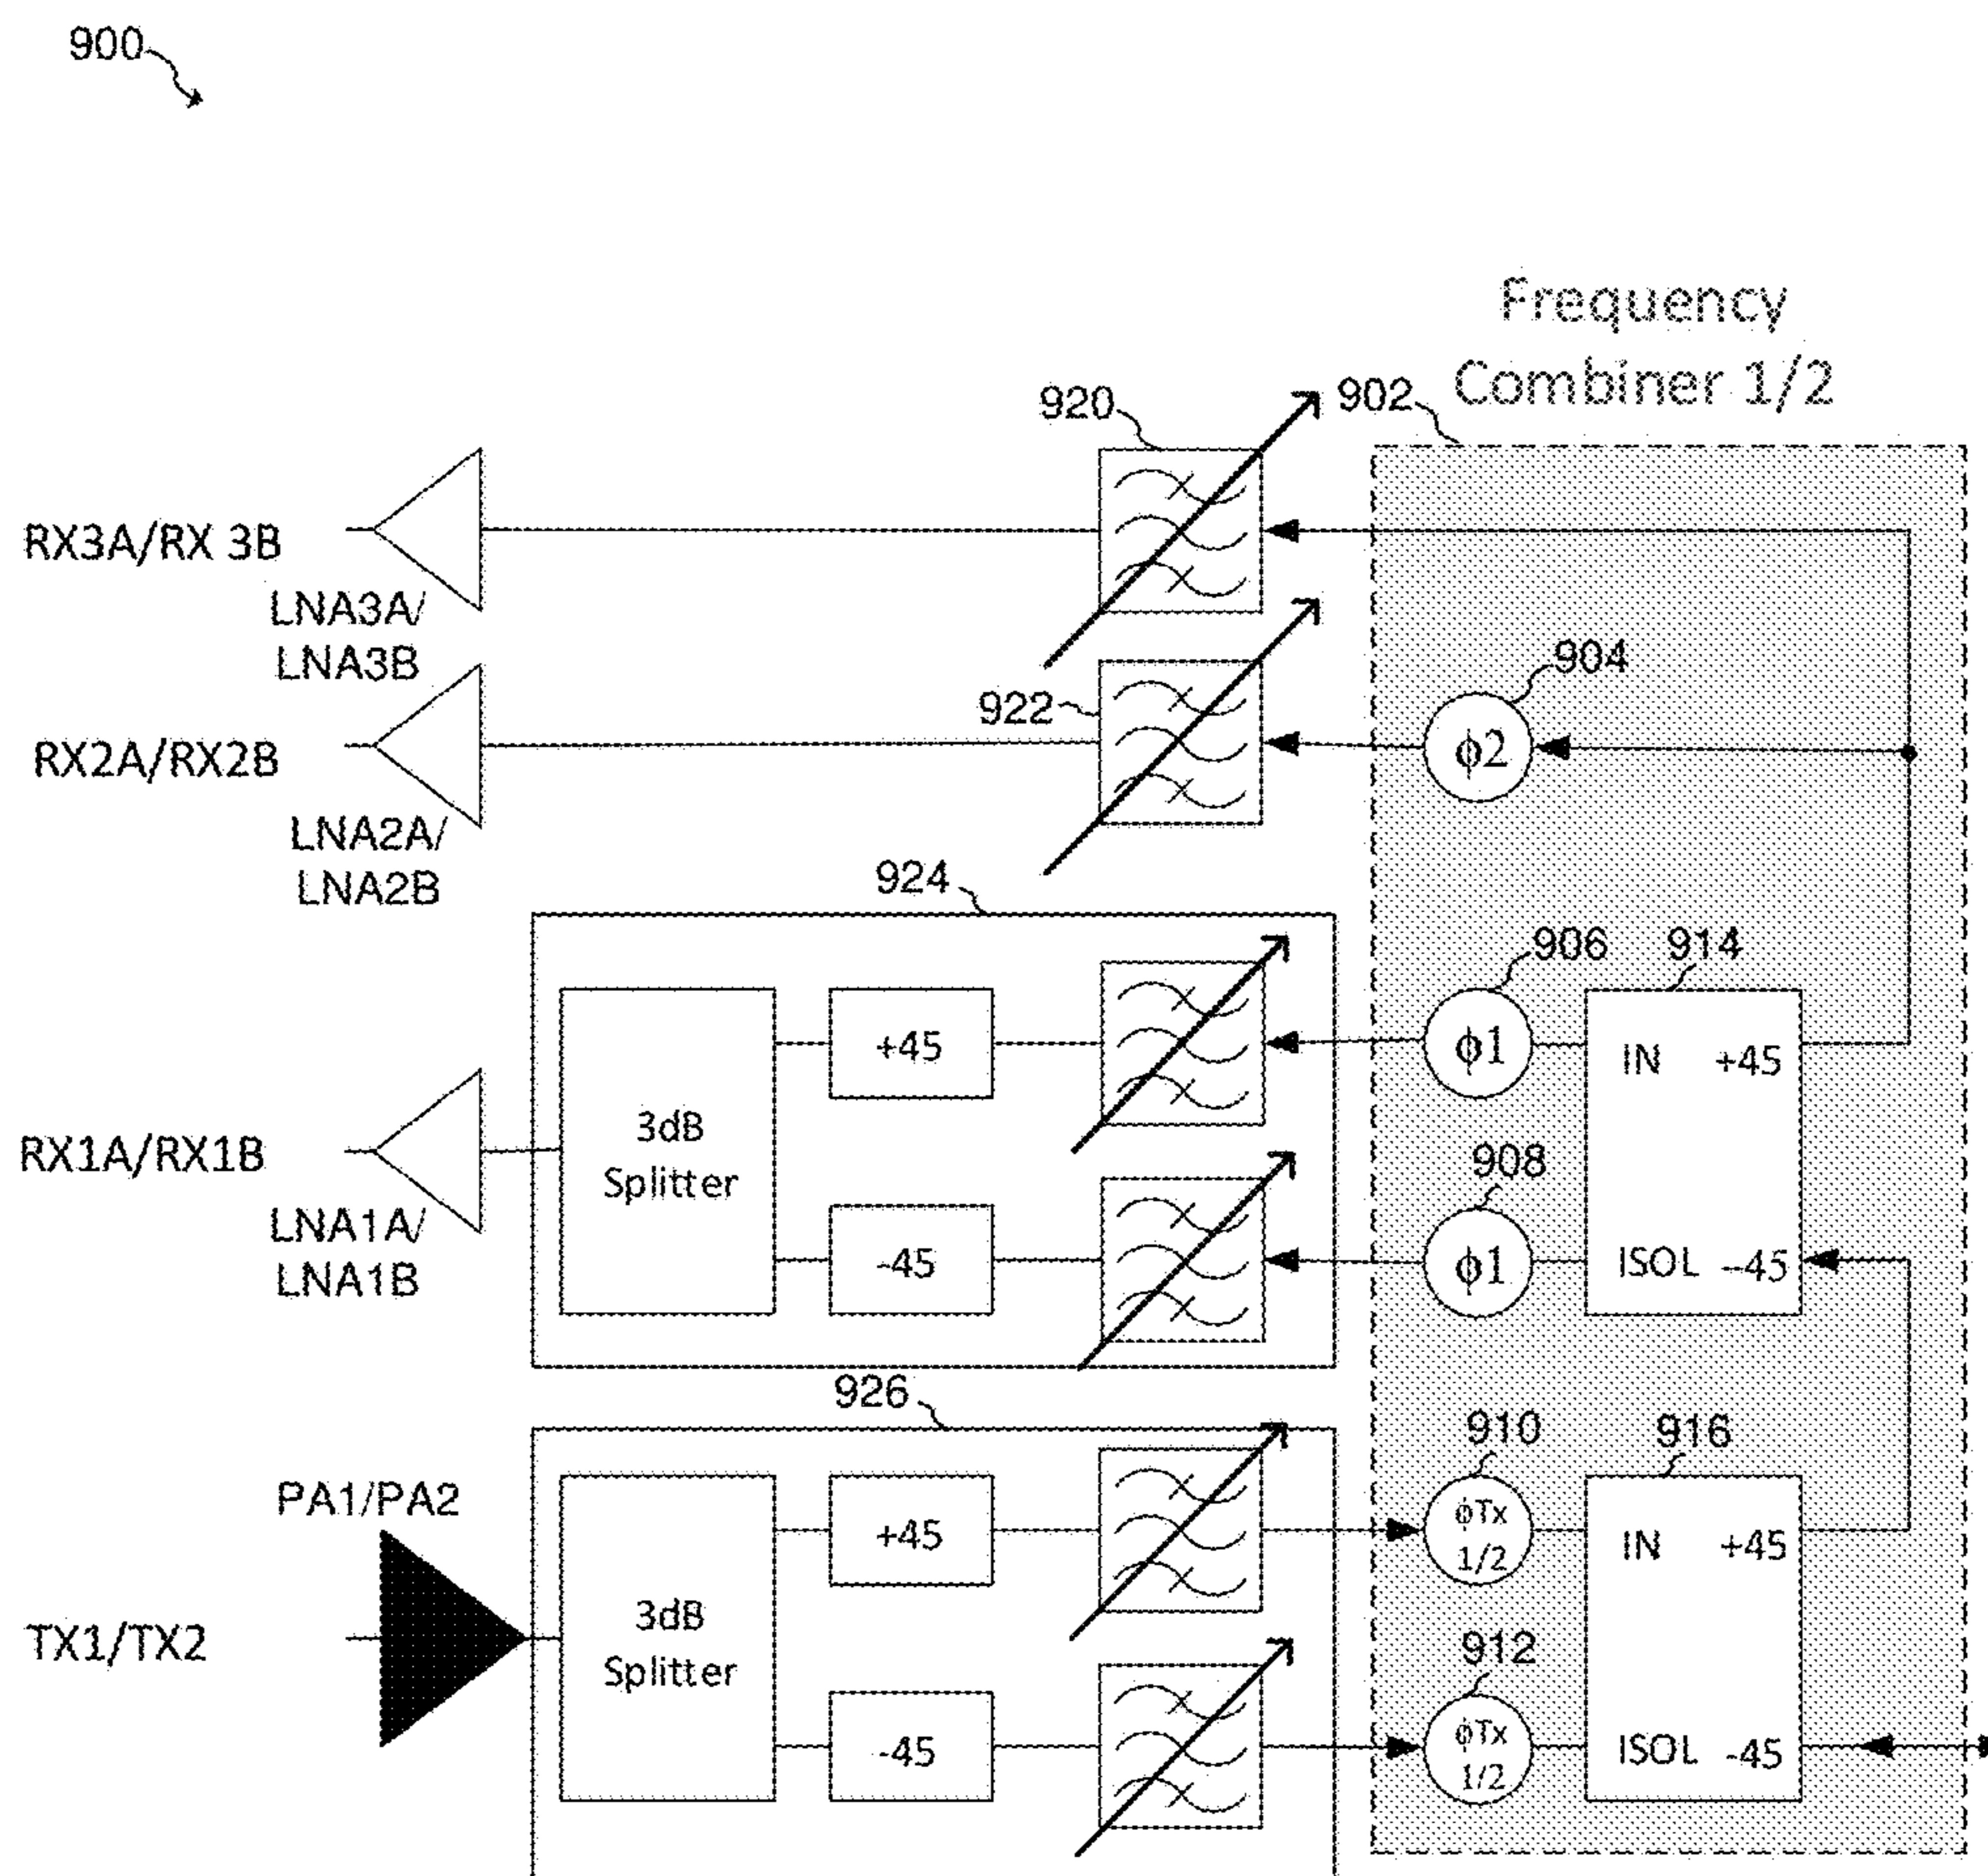 900
Frequency
Combiner 1/2
920
902
RX3A/RX 3B
LNA3A/
LNA3B
904
922
ϕ2
RX2A/RX2B
LNA2A/
LNA2B
924
906
914
+45
ϕ1
IN +45
3dB
Splitter
RX1A/RX1B
908
LNA1A/
LNA1B
-45
ϕ1
ISOL -45
926
910
916
PA1/PA2
+45
ϕTx
1/2
IN +45
3dB
Splitter
TX1/TX2
912
-45
ϕTx
1/2
ISOL -45